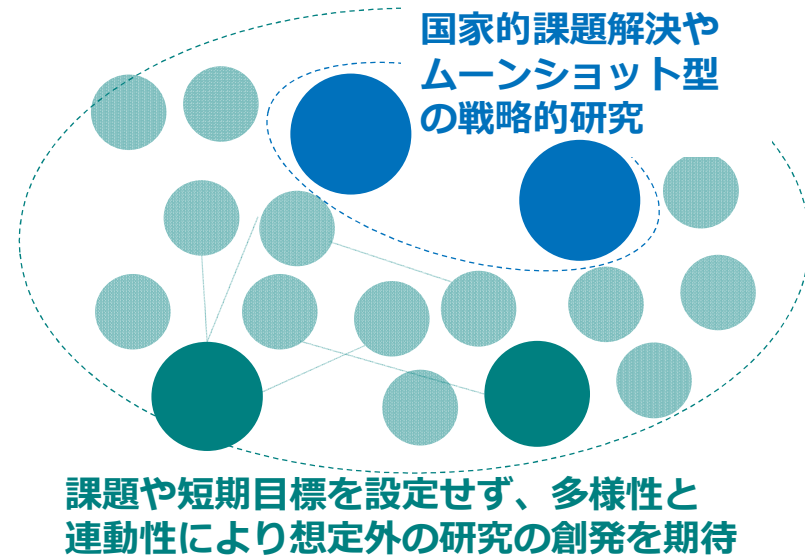 国家的課題解決や
ムーンショット型
の戦略的研究
課題や短期目標を設定せず、多様性と
連動性により想定外の研究の創発を期待